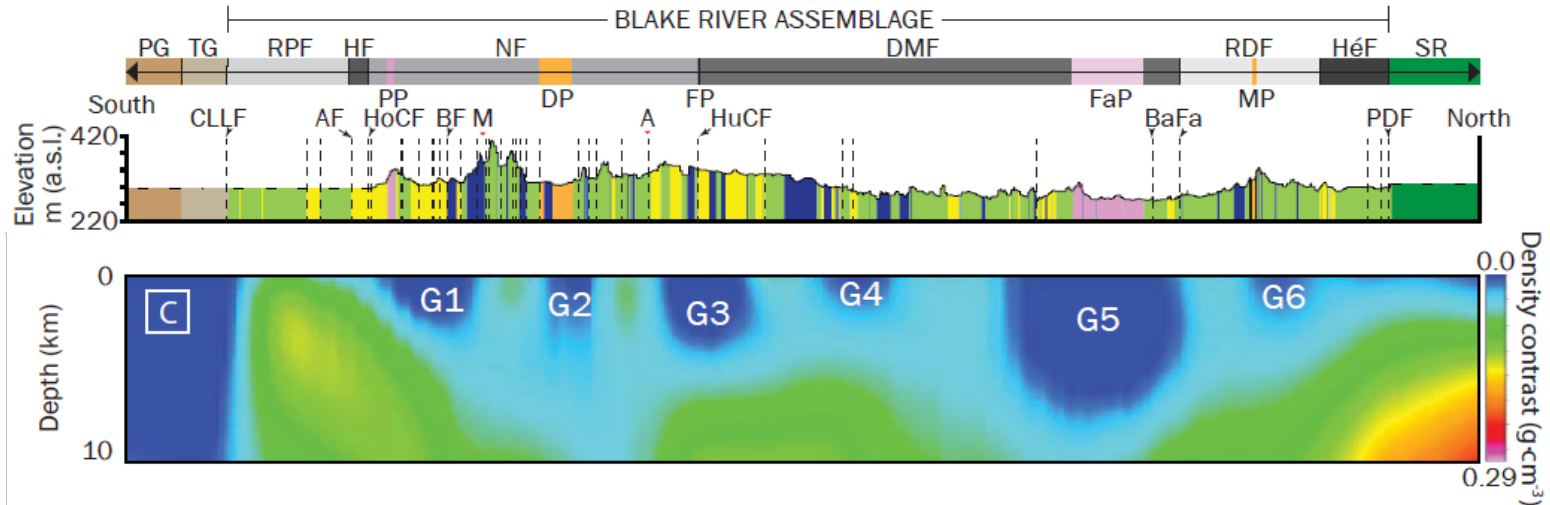 BLAKE RIVER ASSEMBLAGE
PG TG RPF HF NF DMF RDF HéF SR
South PP DP FP FaP MP North
CLLF AF HoCF BF M A HuCF BaFa PDF
Elevation
m (a.s.l.)
420
220
Depth (km)
0
10
C
G1 G2 G3 G4 G5 G6
0.0
Density contrast (g·cm⁻³)
0.29